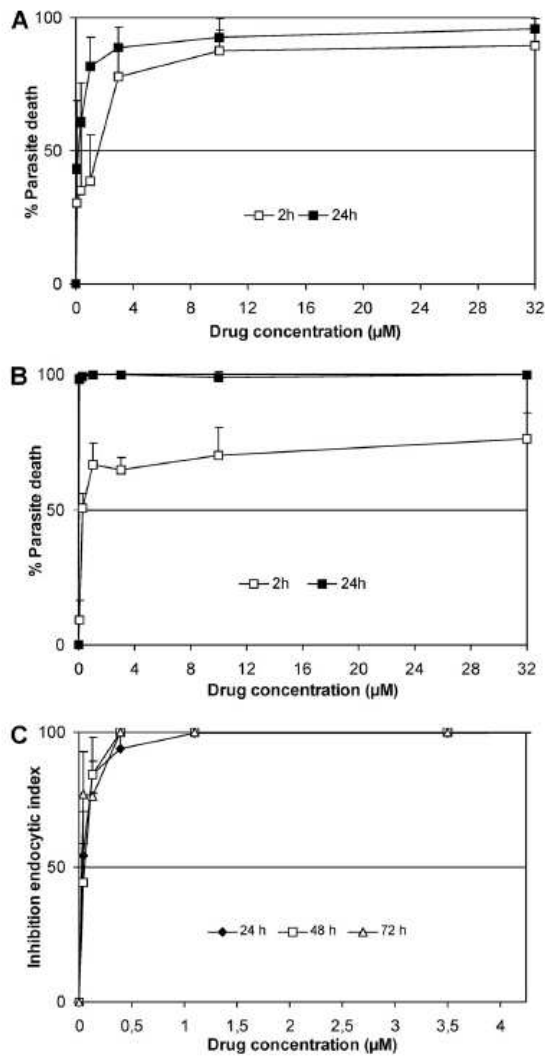 A
100
50
0
% Parasite death
2h 24h
0 4 8 12 16 20 24 28 32
Drug concentration (µM)
B
100
50
0
% Parasite death
2h 24h
0 4 8 12 16 20 24 28 32
Drug concentration (µM)
C
100
50
0
Inhibition endocytic index
24 h 48 h 72 h
0 0,5 1 1,5 2 2,5 3 3,5 4
Drug concentration (µM)